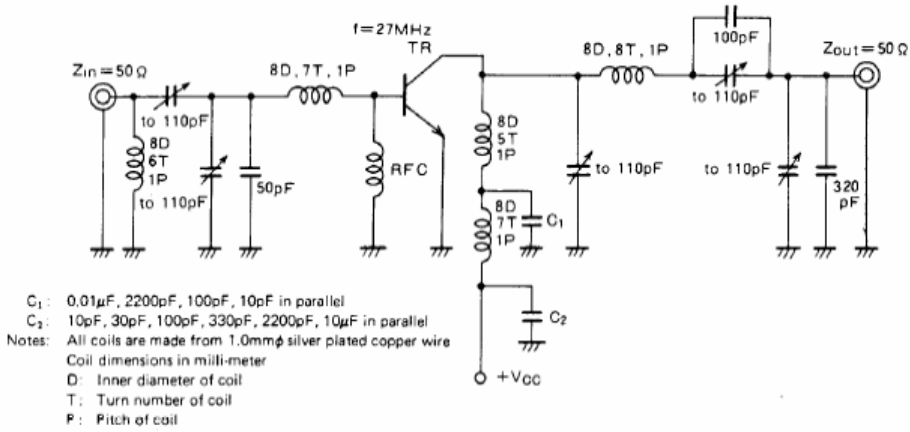 f=27MHz
TR
100pF
Zout=50Ω
Zin=50Ω
8D, 7T, 1P
8D, 8T, 1P
to 110pF
to 110pF
8D
6T
1P
to 110pF
50pF
RFC
8D
5T
1P
to 110pF
to 110pF
320
pF
8D
7T
1P
C₁
C₂
+VCC
C₁: 0.01μF, 2200pF, 100pF, 10pF in parallel
C₂: 10pF, 30pF, 100pF, 330pF, 2200pF, 10μF in parallel
Notes: All coils are made from 1.0mmφ silver plated copper wire
Coil dimensions in milli-meter
D: Inner diameter of coil
T: Turn number of coil
P: Pitch of coil